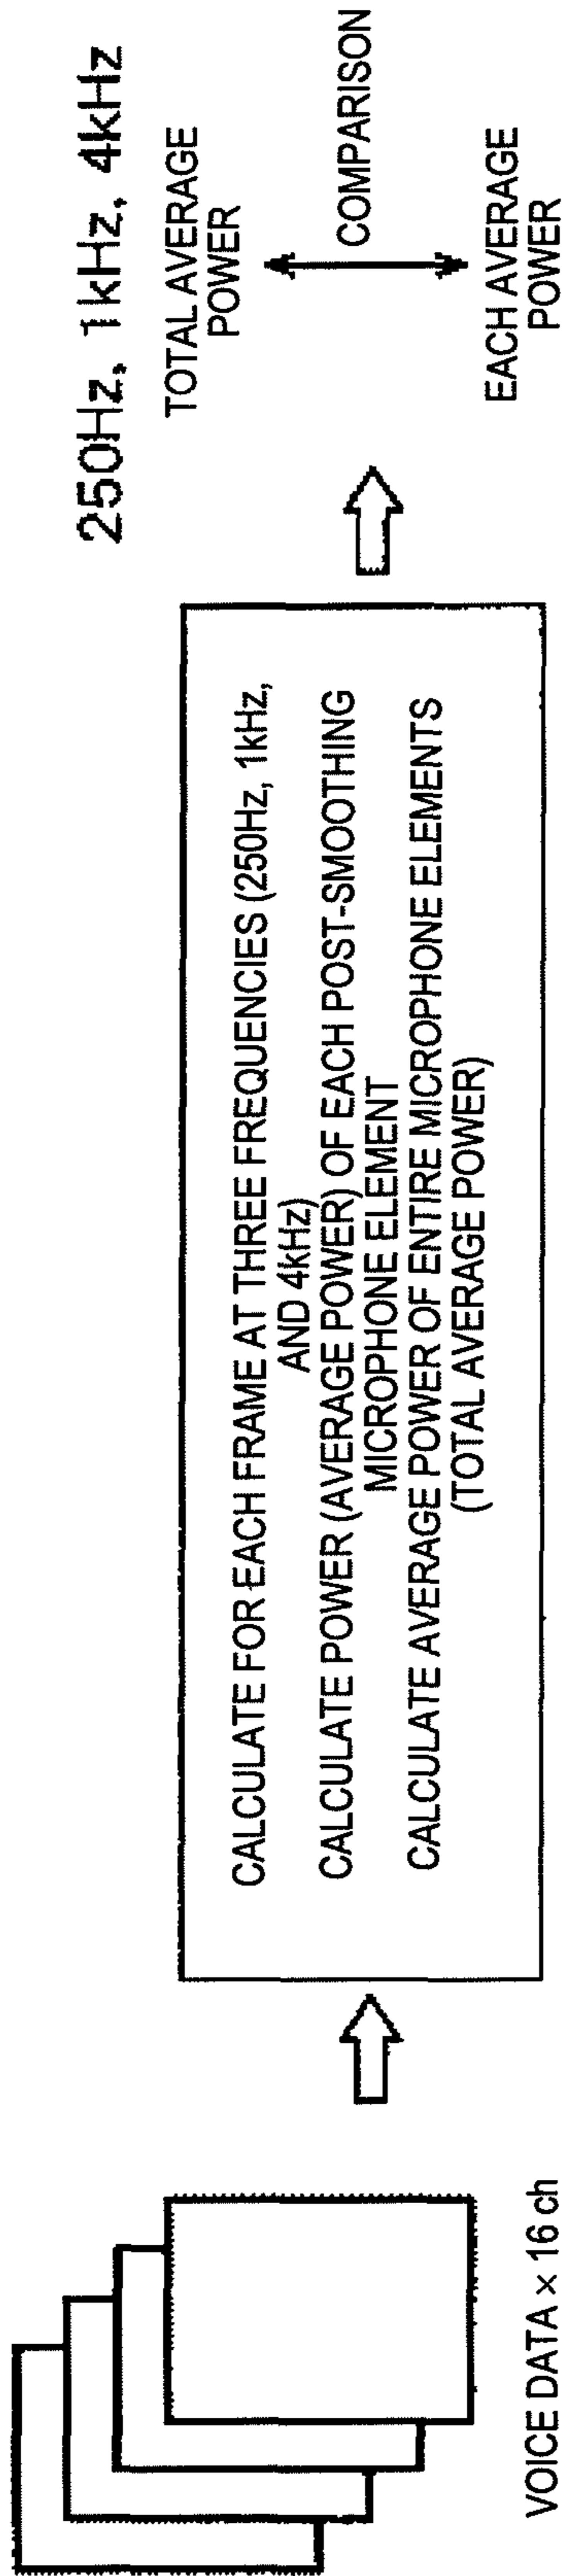 VOICE DATA × 16 ch
CALCULATE FOR EACH FRAME AT THREE FREQUENCIES (250Hz, 1kHz,
AND 4kHz)
CALCULATE POWER (AVERAGE POWER) OF EACH POST-SMOOTHING
MICROPHONE ELEMENT
CALCULATE AVERAGE POWER OF ENTIRE MICROPHONE ELEMENTS
(TOTAL AVERAGE POWER)
250Hz, 1kHz, 4kHz
TOTAL AVERAGE
POWER
COMPARISON
EACH AVERAGE
POWER